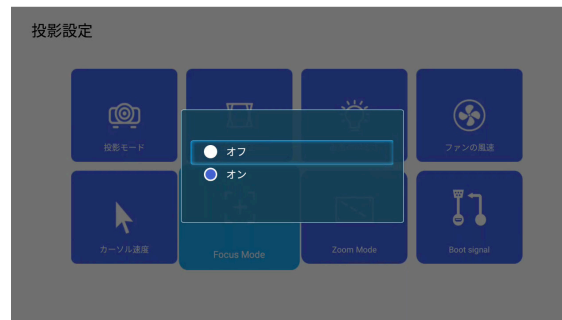 投影設定
投影モード
ファンの風速
オフ
オン
カーソル速度
Focus Mode
Zoom Mode
Boot signal